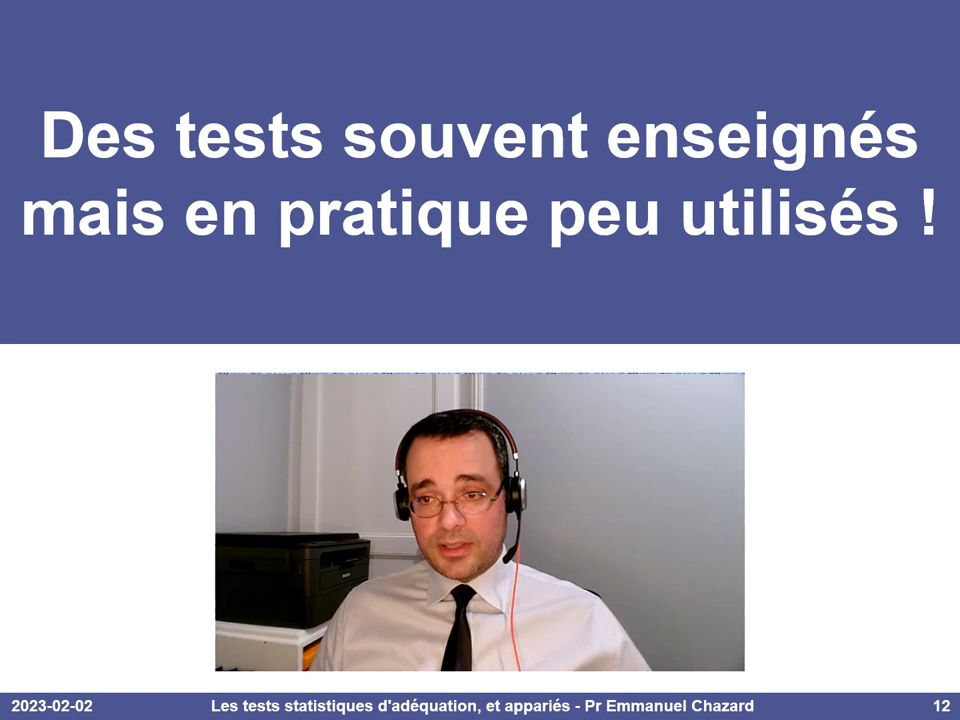 Des tests souvent enseignés
mais en pratique peu utilisés !
2023-02-02 Les tests statistiques d'adéquation, et appariés - Pr Emmanuel Chazard 12